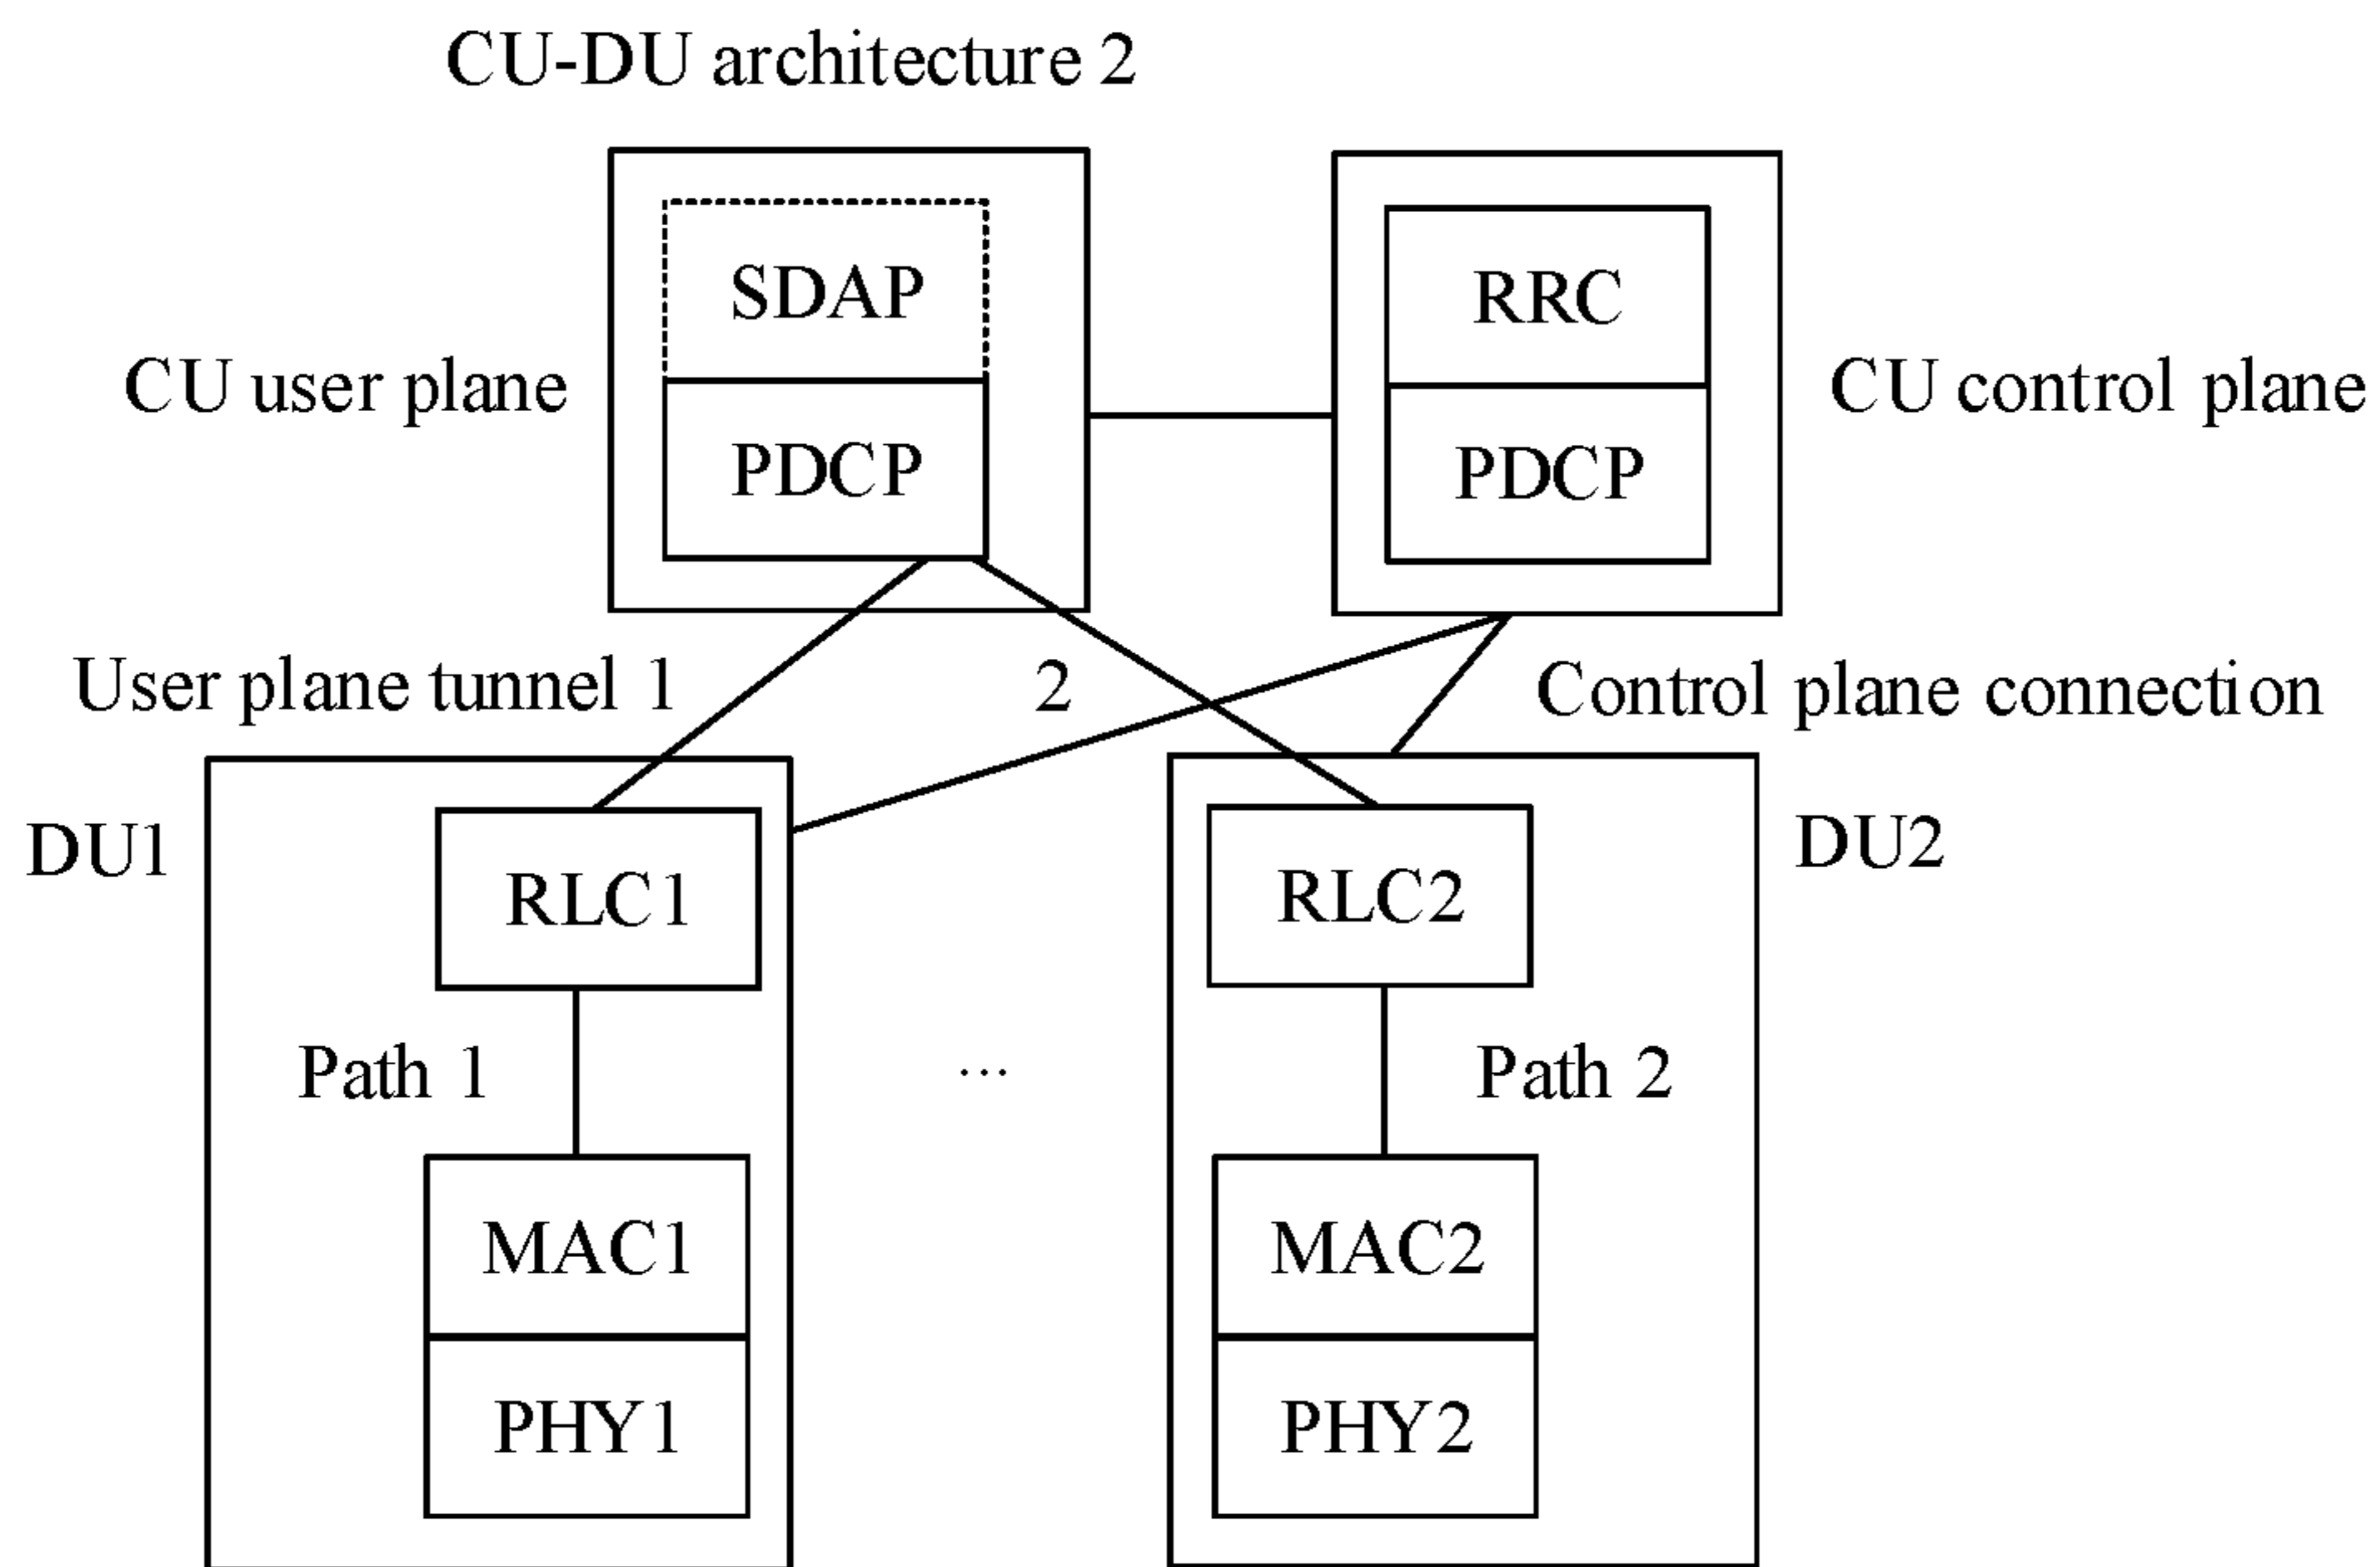 CU-DU architecture 2
SDAP
RRC
CU user plane
CU control plane
PDCP
PDCP
User plane tunnel 1
2
Control plane connection
DU1
DU2
RLC1
RLC2
Path 1
...
Path 2
MAC1
MAC2
PHY1
PHY2